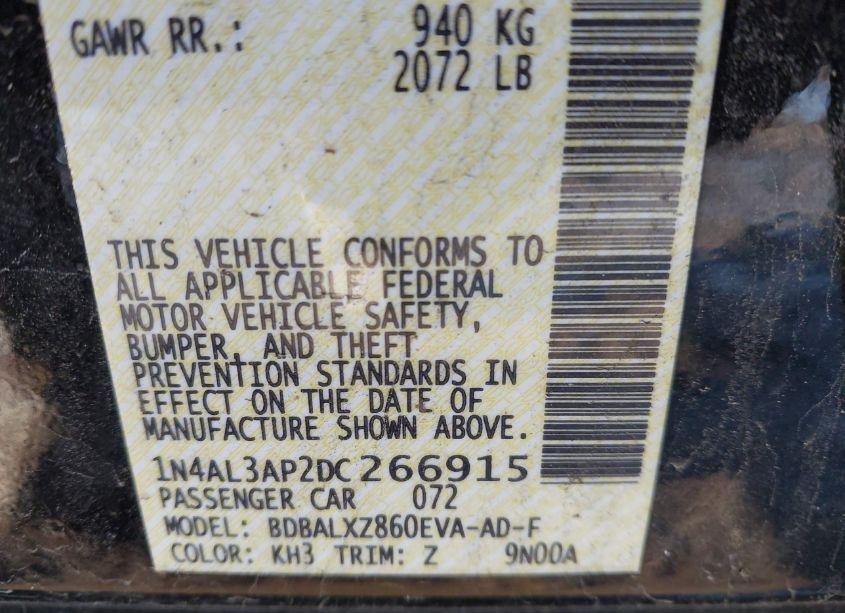 GAWR RR.: 940 KG
2072 LB
THIS VEHICLE CONFORMS TO
ALL APPLICABLE FEDERAL
MOTOR VEHICLE SAFETY,
BUMPER, AND THEFT
PREVENTION STANDARDS IN
EFFECT ON THE DATE OF
MANUFACTURE SHOWN ABOVE.
1N4AL3AP2DC266915
PASSENGER CAR 072
MODEL: BDBALXZ860EVA-AD-F
COLOR: KH3 TRIM: Z 9N00A